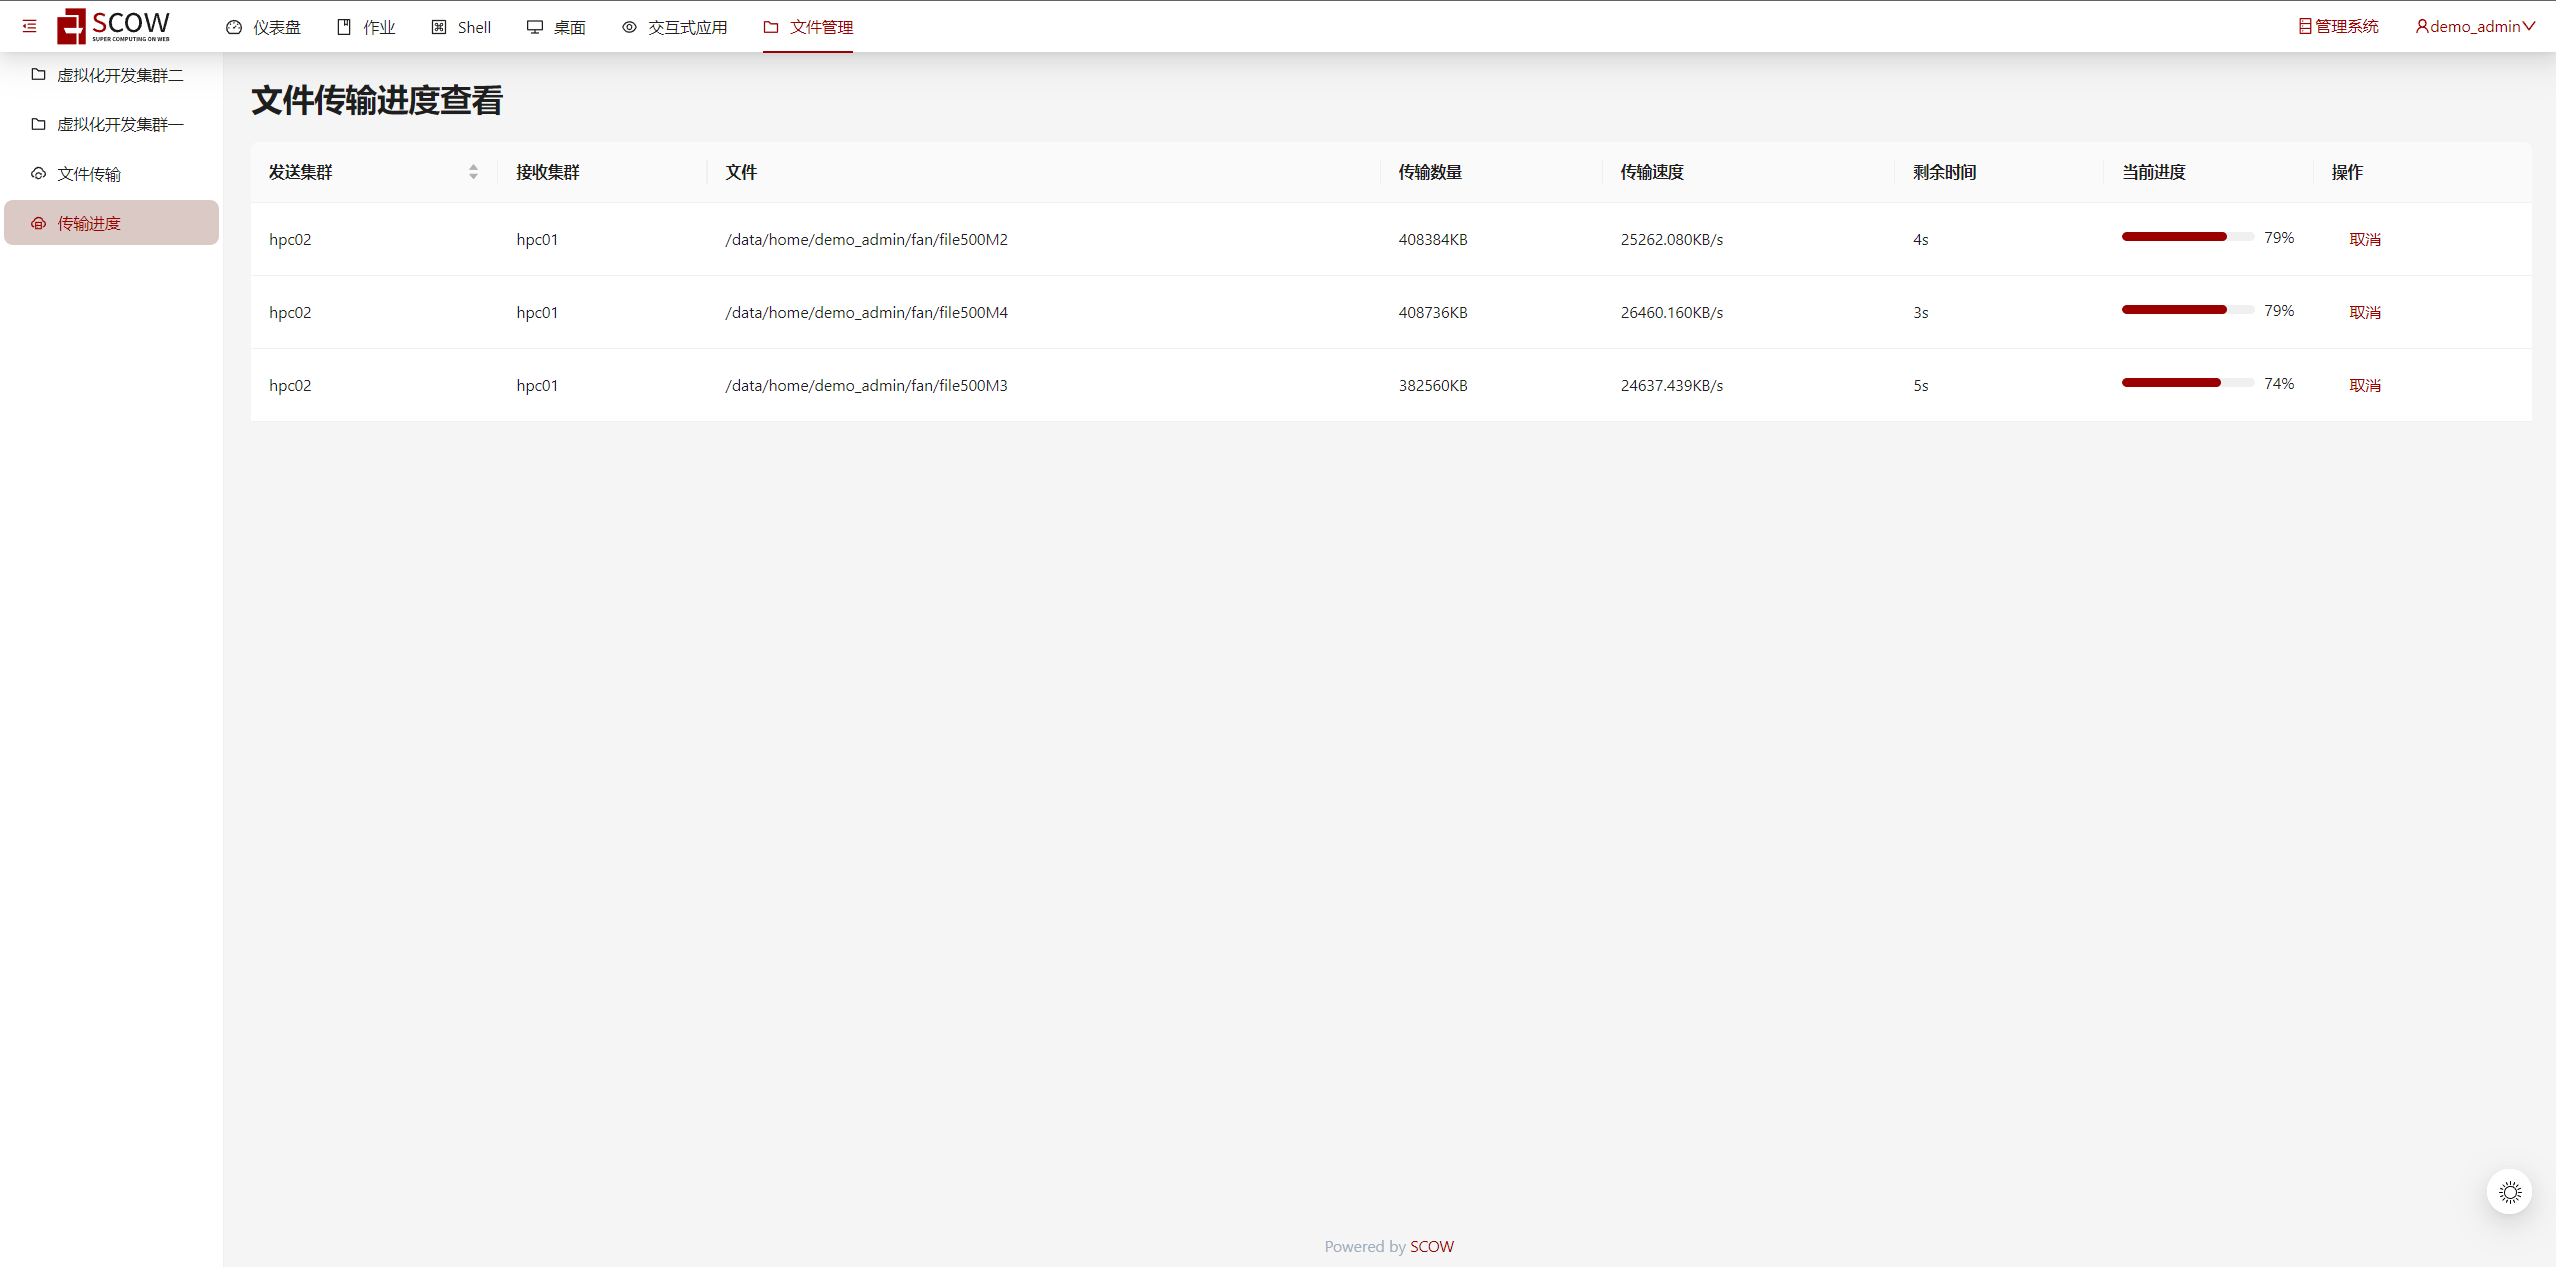 SCOW
SUPER COMPUTING ON WEB
仪表盘 作业 Shell 桌面 交互式应用 文件管理 管理系统 demo_admin
虚拟化开发集群二
虚拟化开发集群一
文件传输
传输进度
文件传输进度查看
发送集群 接收集群 文件 传输数量 传输速度 剩余时间 当前进度 操作
hpc02 hpc01 /data/home/demo_admin/fan/file500M2 408384KB 25262.080KB/s 4s 79% 取消
hpc02 hpc01 /data/home/demo_admin/fan/file500M4 408736KB 26460.160KB/s 3s 79% 取消
hpc02 hpc01 /data/home/demo_admin/fan/file500M3 382560KB 24637.439KB/s 5s 74% 取消
Powered by SCOW